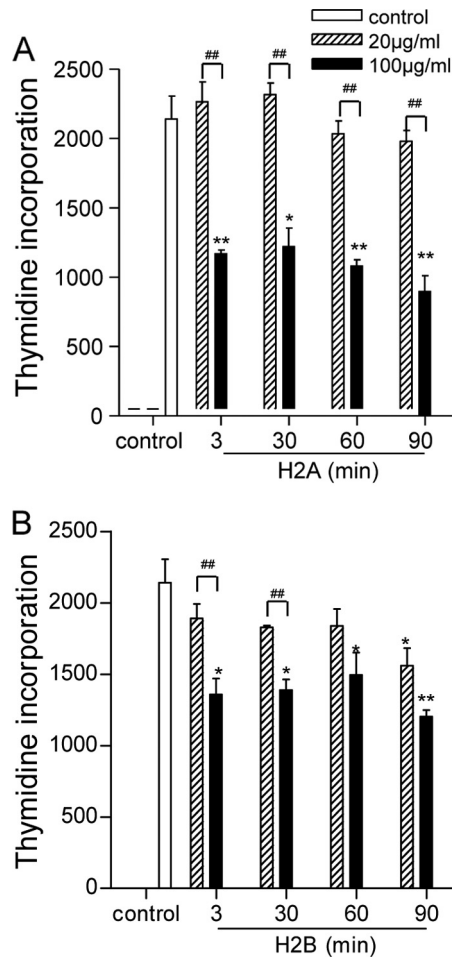 A
control
20µg/ml
100µg/ml
Thymidine incorporation
2500
2000
1500
1000
500
0
## ## ## ##
** * ** **
control 3 30 60 90
H2A (min)
B
Thymidine incorporation
2500
2000
1500
1000
500
0
## ##
* * * * **
control 3 30 60 90
H2B (min)